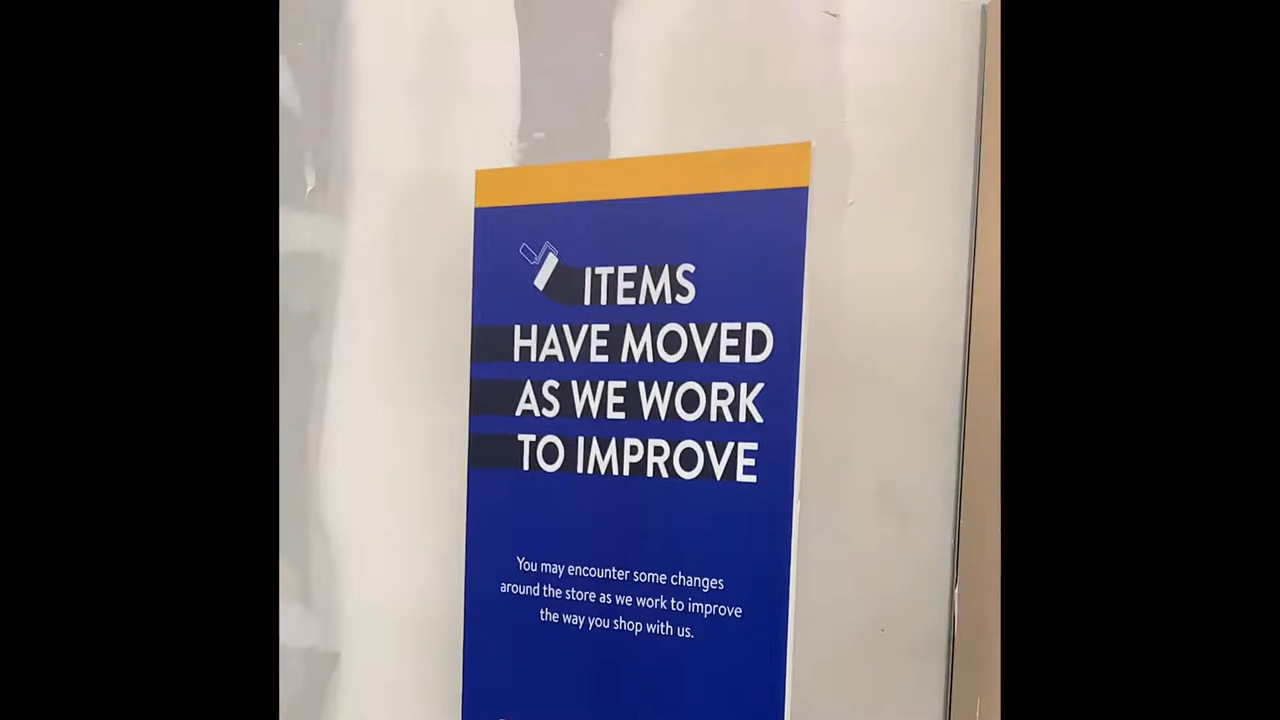 ITEMS
HAVE MOVED
AS WE WORK
TO IMPROVE
You may encounter some changes
around the store as we work to improve
the way you shop with us.